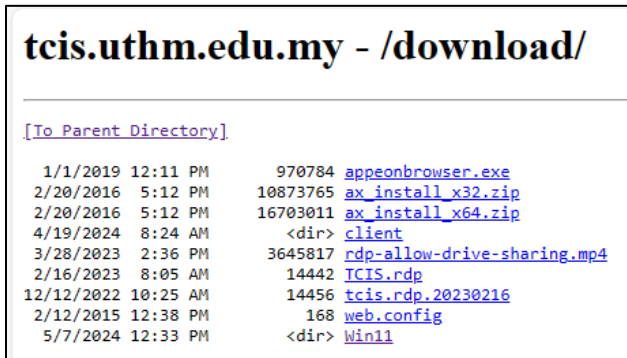 tcis.uthm.edu.my - /download/
[To Parent Directory]
1/1/2019 12:11 PM 970784 appeonbrowser.exe
2/20/2016 5:12 PM 10873765 ax_install_x32.zip
2/20/2016 5:12 PM 16703011 ax_install_x64.zip
4/19/2024 8:24 AM <dir> client
3/28/2023 2:36 PM 3645817 rdp-allow-drive-sharing.mp4
2/16/2023 8:05 AM 14442 TCIS.rdp
12/12/2022 10:25 AM 14456 tcis.rdp.20230216
2/12/2015 12:38 PM 168 web.config
5/7/2024 12:33 PM <dir> Win11